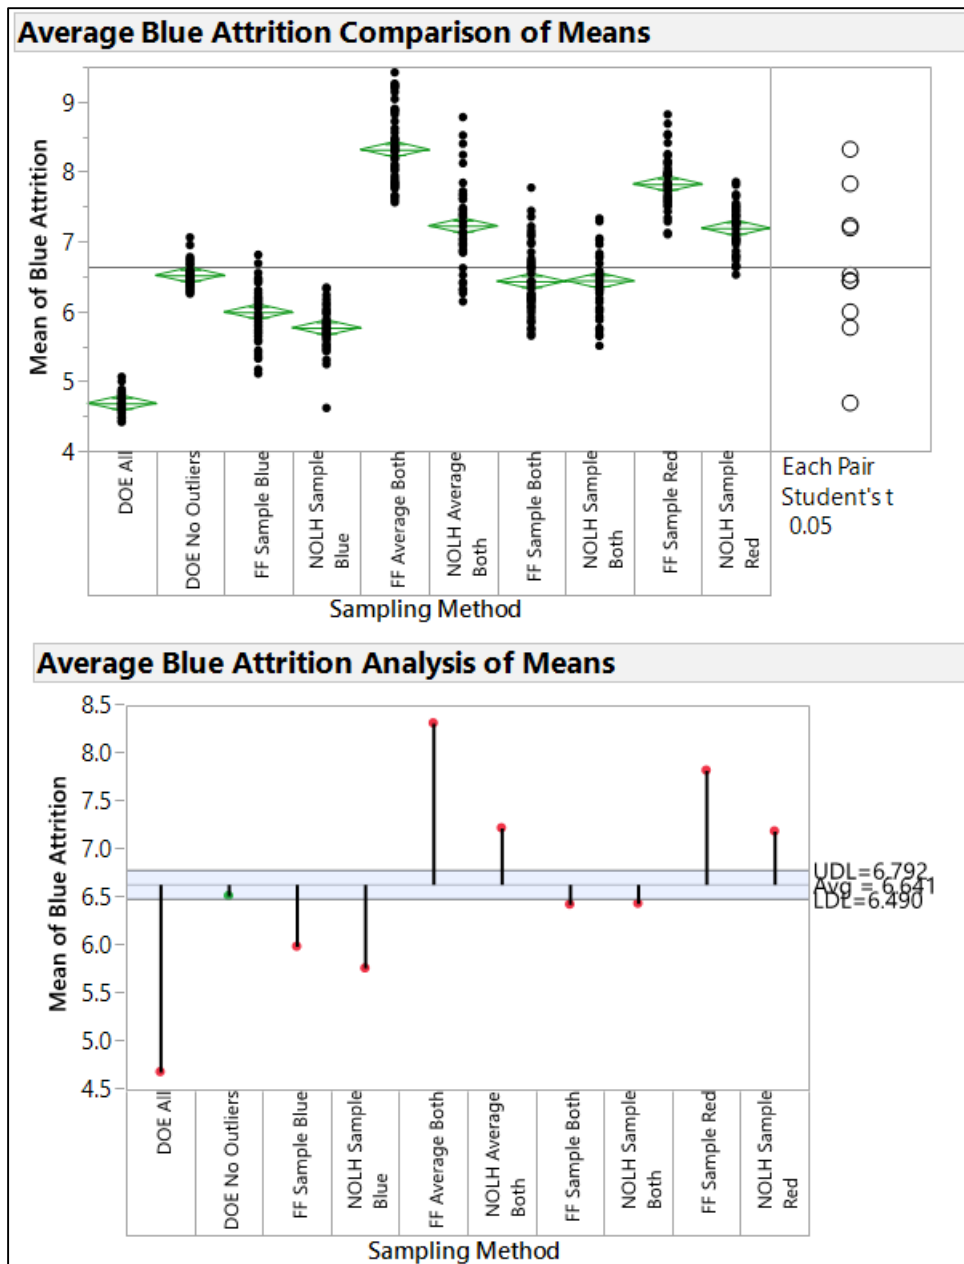 Average Blue Attrition Comparison of Means
Mean of Blue Attrition
9
8
7
6
5
4
DOE All
DOE No Outliers
FF Sample Blue
NOLH Sample
Blue
FF Average Both
NOLH Average
Both
FF Sample Both
NOLH Sample
Both
FF Sample Red
NOLH Sample
Red
Each Pair
Student's t
0.05
Sampling Method
Average Blue Attrition Analysis of Means
Mean of Blue Attrition
8.5
8.0
7.5
7.0
6.5
6.0
5.5
5.0
4.5
UDL=6.792
Avg = 6.641
LDL=6.490
DOE All
DOE No Outliers
FF Sample Blue
NOLH Sample
Blue
FF Average Both
NOLH Average
Both
FF Sample Both
NOLH Sample
Both
FF Sample Red
NOLH Sample
Red
Sampling Method